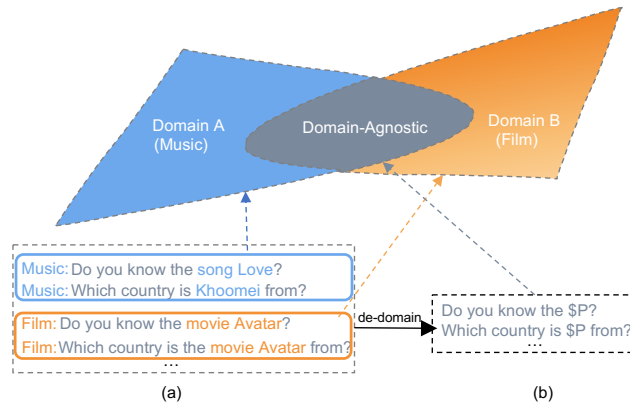 Domain A
(Music)
Domain-Agnostic
Domain B
(Film)
Music: Do you know the song Love?
Music: Which country is Khoomei from?
Film: Do you know the movie Avatar?
Film: Which country is the movie Avatar from?
...
de-domain
Do you know the $P?
Which country is $P from?
...
(a)
(b)